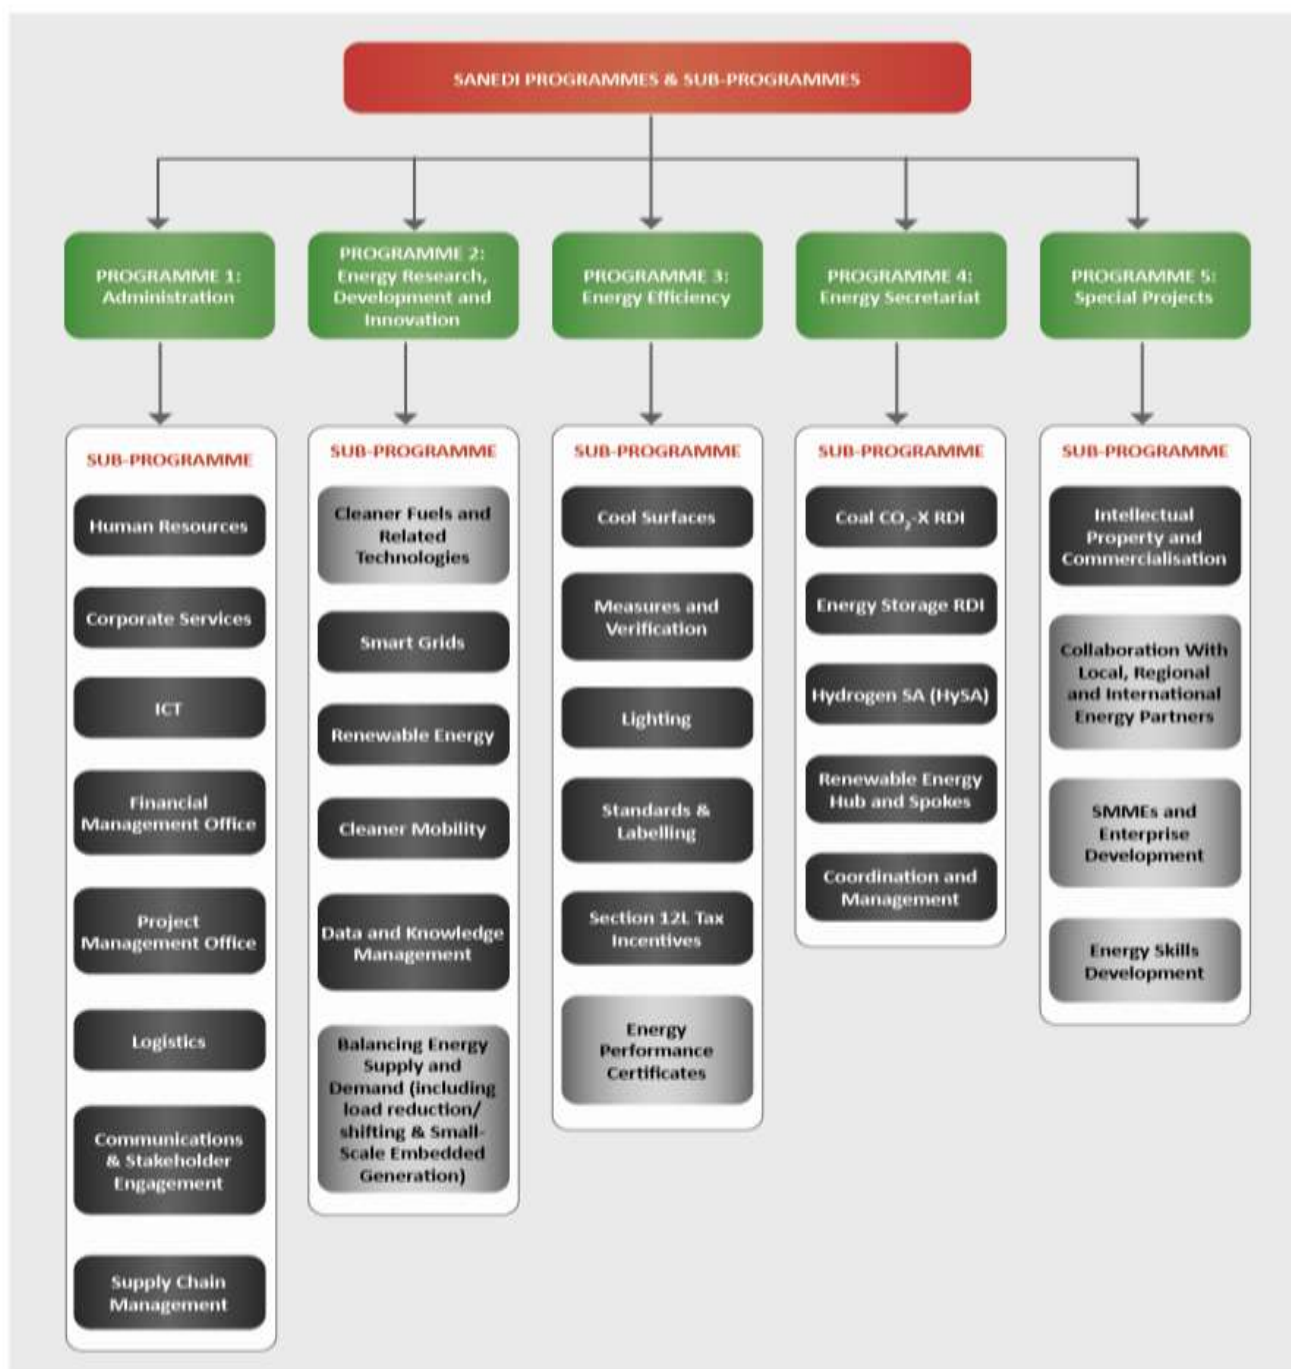 SANEDI PROGRAMMES & SUB-PROGRAMMES
PROGRAMME 1:
Administration
PROGRAMME 2:
Energy Research,
Development and
Innovation
PROGRAMME 3:
Energy Efficiency
PROGRAMME 4:
Energy Secretariat
PROGRAMME 5:
Special Projects
SUB-PROGRAMME
Human Resources
Corporate Services
ICT
Financial
Management Office
Project
Management Office
Logistics
Communications
& Stakeholder
Engagement
Supply Chain
Management
SUB-PROGRAMME
Cleaner Fuels and
Related
Technologies
Smart Grids
Renewable Energy
Cleaner Mobility
Data and Knowledge
Management
Balancing Energy
Supply and
Demand (including
load reduction/
shifting & Small-
Scale Embedded
Generation)
SUB-PROGRAMME
Cool Surfaces
Measures and
Verification
Lighting
Standards &
Labelling
Section 12L Tax
Incentives
Energy
Performance
Certificates
SUB-PROGRAMME
Coal CO₂-X RDI
Energy Storage RDI
Hydrogen SA (HySA)
Renewable Energy
Hub and Spokes
Coordination and
Management
SUB-PROGRAMME
Intellectual
Property and
Commercialisation
Collaboration With
Local, Regional
and International
Energy Partners
SMMEs and
Enterprise
Development
Energy Skills
Development